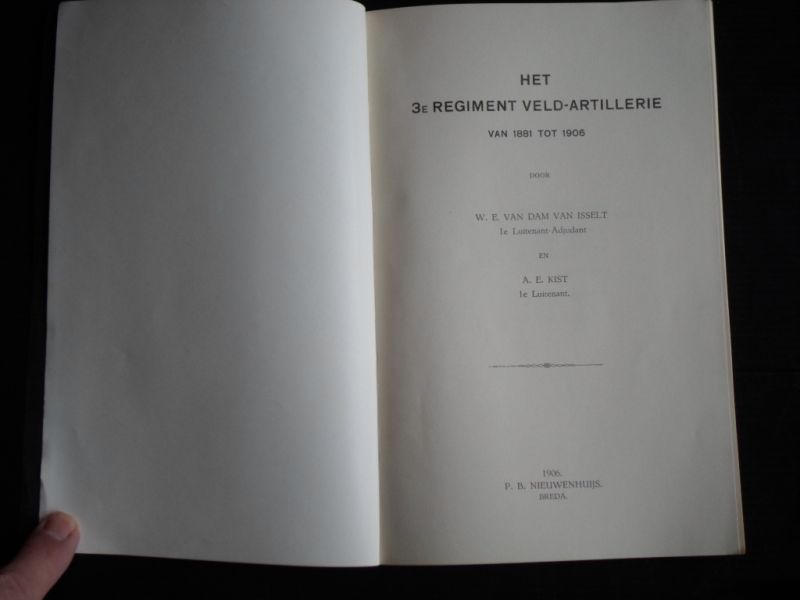 HET
3E REGIMENT VELD-ARTILLERIE
VAN 1881 TOT 1906
DOOR
W. E. VAN DAM VAN ISSELT
1e Luitenant-Adjudant
EN
A. E. KIST
1e Luitenant.
1906.
P. B. NIEUWENHUIJS.
BREDA.